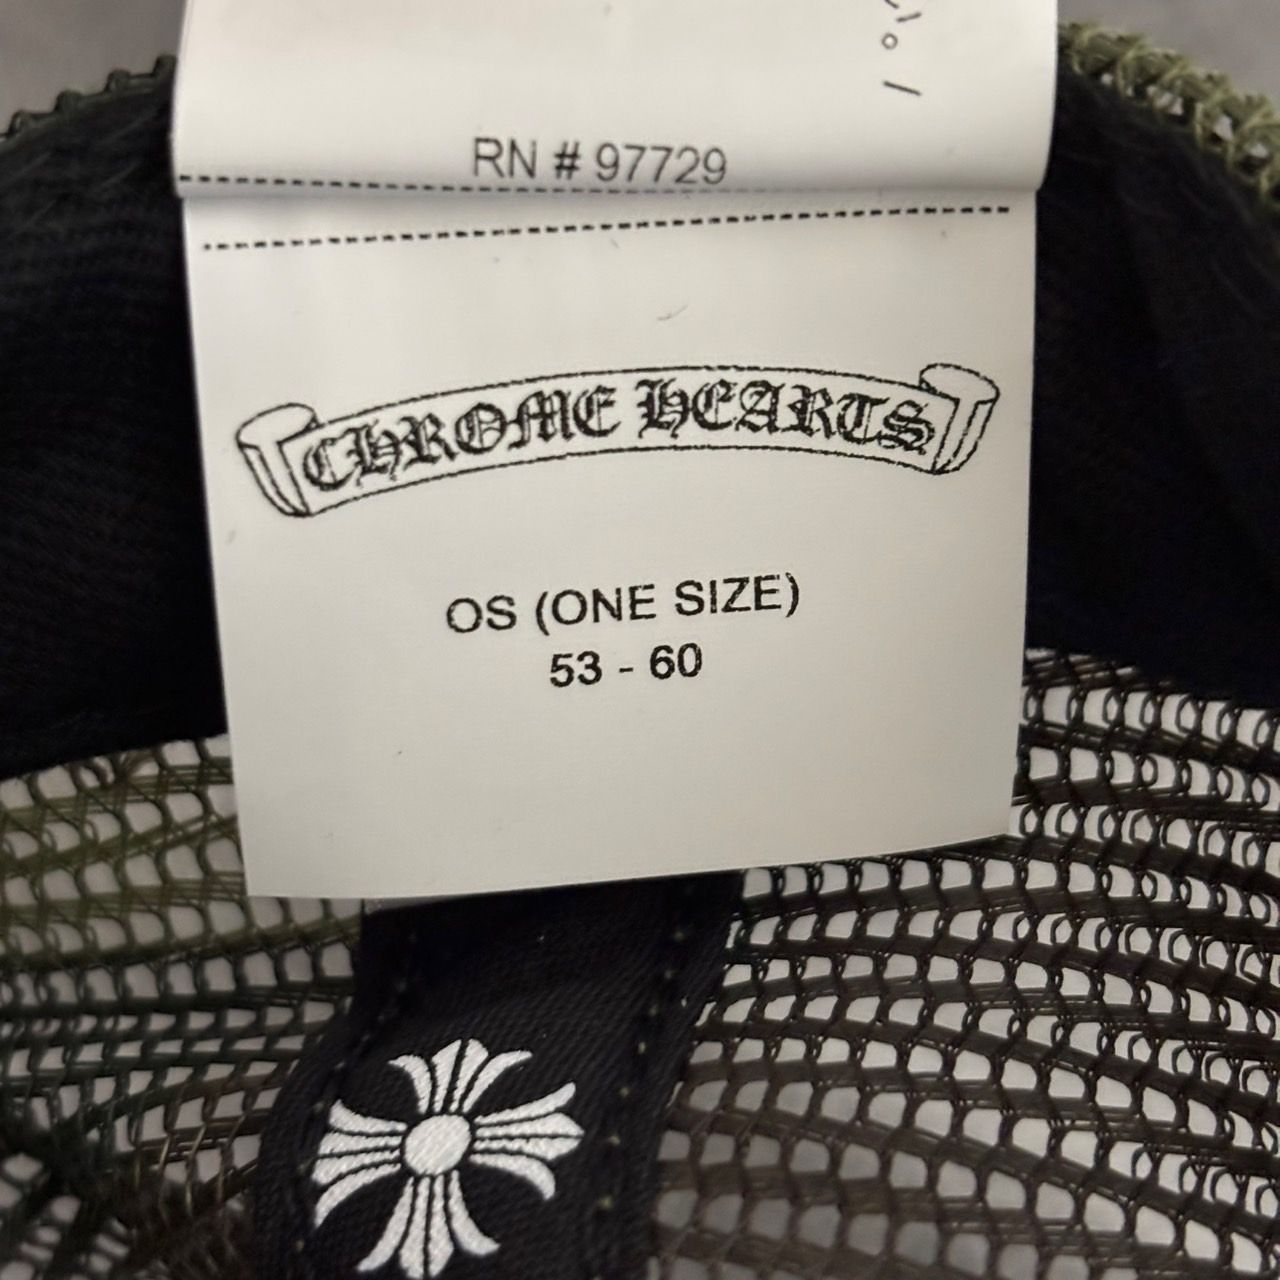 RN # 97729
CHROME HEARTS
OS (ONE SIZE)
53 - 60